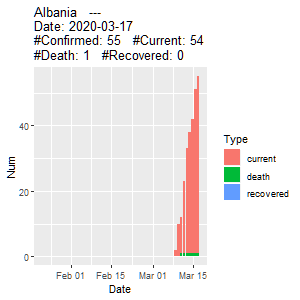 Albania   ---
Date: 2020-03-17
#Confirmed: 55   #Current: 54
#Death: 1   #Recovered: 0
Num
40
20
0
Feb 01
Feb 15
Mar 01
Mar 15
Date
Type
current
death
recovered